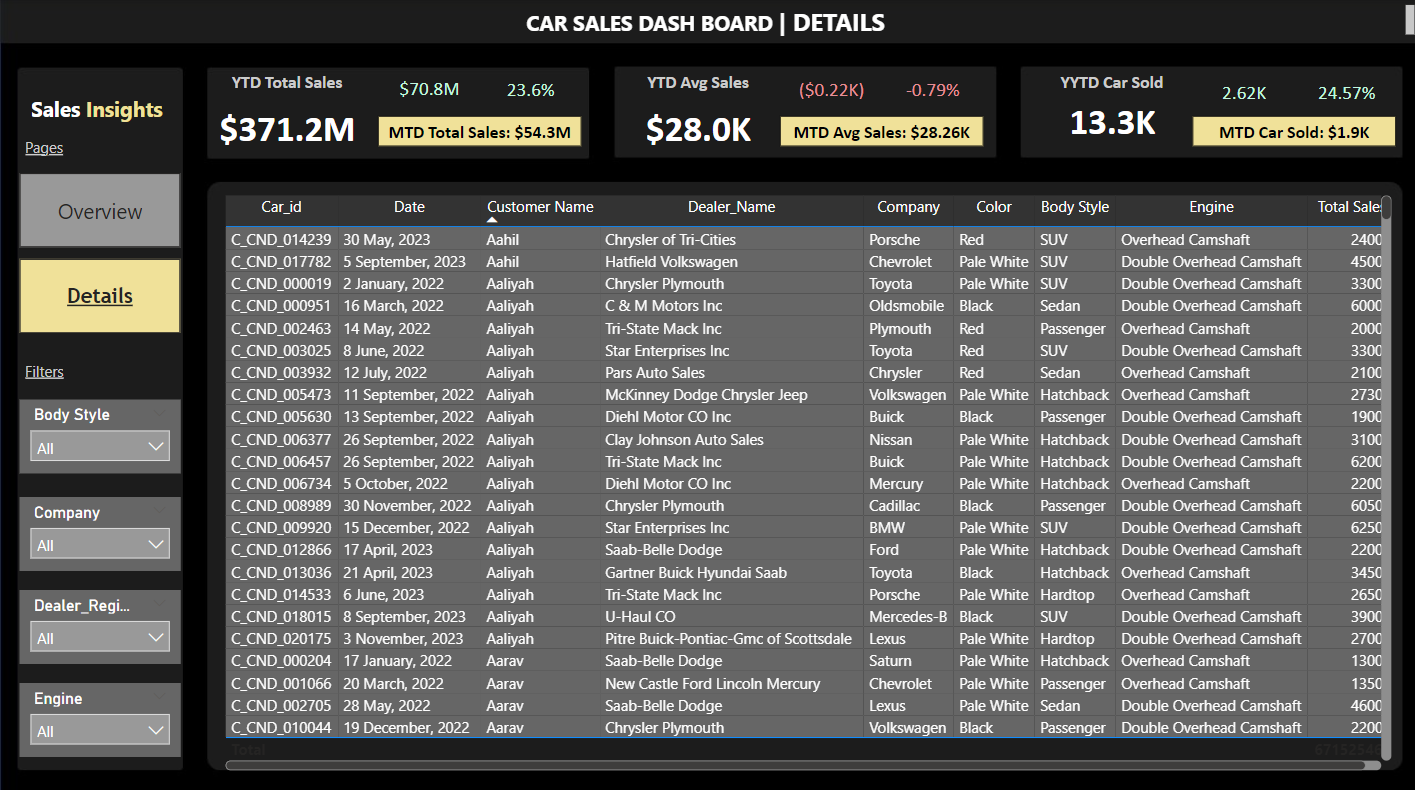 CAR SALES DASH BOARD | DETAILS
Sales Insights
Pages
Overview
Details
Filters
Body Style
All
Company
All
Dealer_Regi...
All
Engine
All
YTD Total Sales
$70.8M 23.6%
$371.2M
MTD Total Sales: $54.3M
YTD Avg Sales
($0.22K) -0.79%
$28.0K
MTD Avg Sales: $28.26K
YYTD Car Sold
2.62K 24.57%
13.3K
MTD Car Sold: $1.9K
Car_id Date Customer Name Dealer_Name Company Color Body Style Engine Total Sales
C_CND_014239 30 May, 2023 Aahil Chrysler of Tri-Cities Porsche Red SUV Overhead Camshaft 2400
C_CND_017782 5 September, 2023 Aahil Hatfield Volkswagen Chevrolet Pale White SUV Double Overhead Camshaft 4500
C_CND_000019 2 January, 2022 Aaliyah Chrysler Plymouth Toyota Pale White SUV Double Overhead Camshaft 3300
C_CND_000951 16 March, 2022 Aaliyah C & M Motors Inc Oldsmobile Black Sedan Overhead Camshaft 6000
C_CND_002463 14 May, 2022 Aaliyah Tri-State Mack Inc Plymouth Red Passenger Overhead Camshaft 2000
C_CND_003025 8 June, 2022 Aaliyah Star Enterprises Inc Toyota Red SUV Double Overhead Camshaft 3300
C_CND_003932 12 July, 2022 Aaliyah Pars Auto Sales Chrysler Red Sedan Overhead Camshaft 2100
C_CND_005473 11 September, 2022 Aaliyah McKinney Dodge Chrysler Jeep Volkswagen Pale White Hatchback Double Overhead Camshaft 2730
C_CND_005630 13 September, 2022 Aaliyah Diehl Motor CO Inc Buick Black Passenger Double Overhead Camshaft 1900
C_CND_006377 26 September, 2022 Aaliyah Clay Johnson Auto Sales Nissan Pale White Hatchback Double Overhead Camshaft 3100
C_CND_006457 26 September, 2022 Aaliyah Tri-State Mack Inc Buick Pale White Hatchback Double Overhead Camshaft 6200
C_CND_006734 5 October, 2022 Aaliyah Diehl Motor CO Inc Mercury Pale White Hatchback Double Overhead Camshaft 2200
C_CND_008989 30 November, 2022 Aaliyah Chrysler Plymouth Cadillac Black Passenger Double Overhead Camshaft 6050
C_CND_009920 15 December, 2022 Aaliyah Star Enterprises Inc BMW Pale White SUV Double Overhead Camshaft 6250
C_CND_012866 17 April, 2023 Aaliyah Saab-Belle Dodge Ford Pale White Hatchback Double Overhead Camshaft 2200
C_CND_013036 21 April, 2023 Aaliyah Gartner Buick Hyundai Saab Toyota Black Hatchback Overhead Camshaft 3450
C_CND_014533 6 June, 2023 Aaliyah Tri-State Mack Inc Porsche Pale White Hardtop Overhead Camshaft 2650
C_CND_018015 8 September, 2023 Aaliyah U-Haul CO Mercedes-B Black SUV Double Overhead Camshaft 3900
C_CND_020175 3 November, 2023 Aaliyah Pitre Buick-Pontiac-Gmc of Scottsdale Lexus Pale White Hardtop Double Overhead Camshaft 2700
C_CND_000204 17 January, 2022 Aarav Saab-Belle Dodge Saturn Pale White Hatchback Overhead Camshaft 1300
C_CND_001066 20 March, 2022 Aarav New Castle Ford Lincoln Mercury Chevrolet Pale White Passenger Overhead Camshaft 1350
C_CND_002705 28 May, 2022 Aarav Saab-Belle Dodge Lexus Pale White Sedan Double Overhead Camshaft 4600
C_CND_010044 19 December, 2022 Aarav Chrysler Plymouth Volkswagen Black Passenger Double Overhead Camshaft 2200
Total